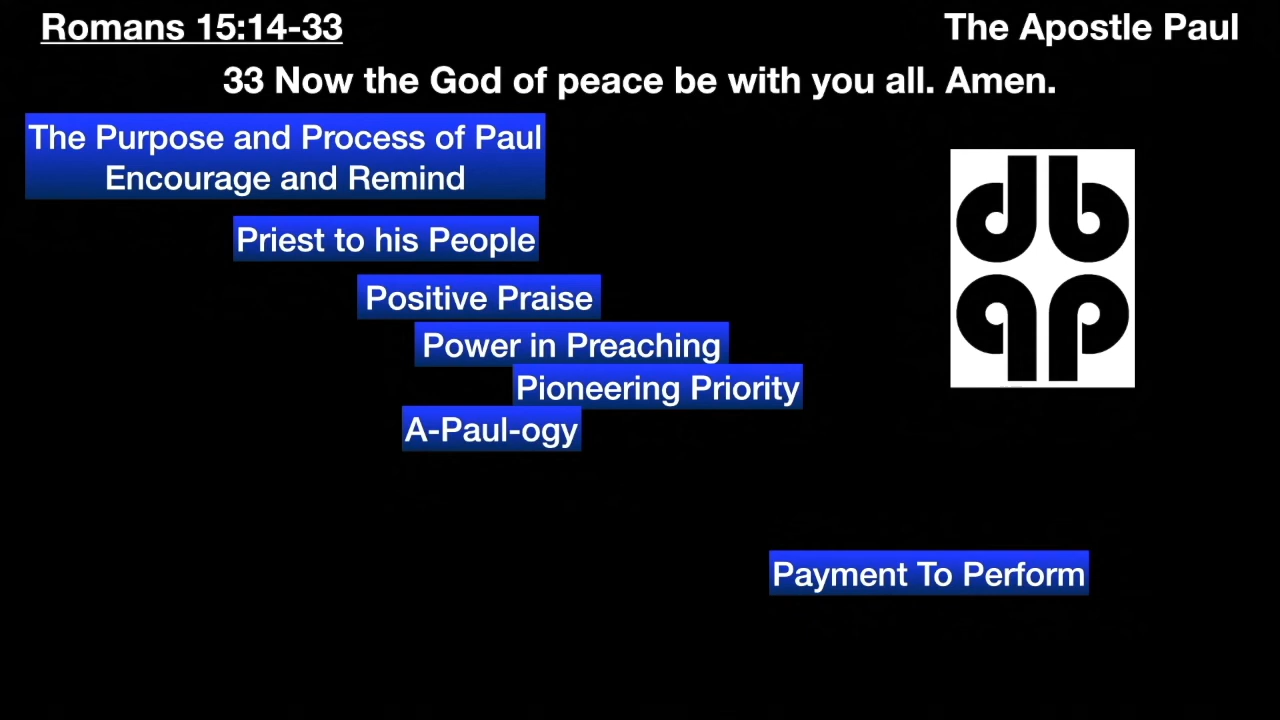 Romans 15:14-33
The Apostle Paul
33 Now the God of peace be with you all. Amen.
The Purpose and Process of Paul
Encourage and Remind
Priest to his People
Positive Praise
Power in Preaching
Pioneering Priority
A-Paul-ogy
Payment To Perform
db
qp